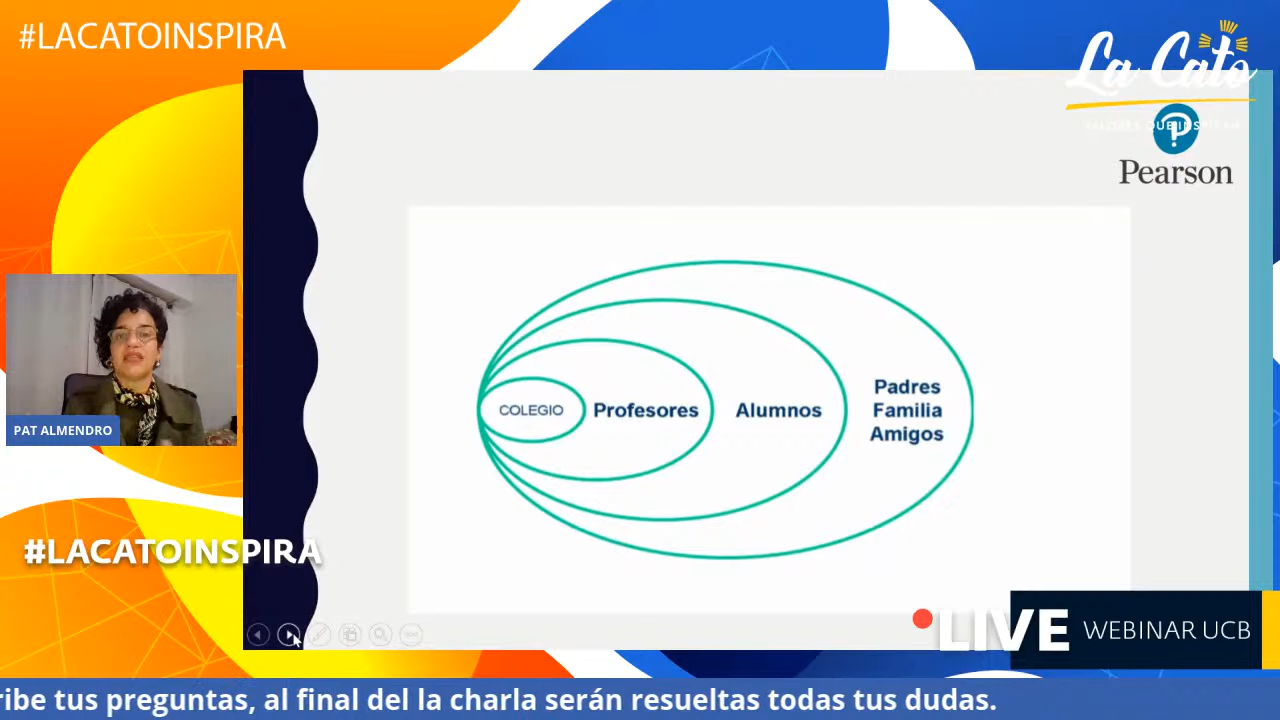 #LACATOINSPIRA
La Cato
Pearson
COLEGIO
Profesores
Alumnos
Padres
Familia
Amigos
PAT ALMENDRO
#LACATOINSPIRA
LIVE
WEBINAR UCB
ribe tus preguntas, al final del la charla serán resueltas todas tus dudas.